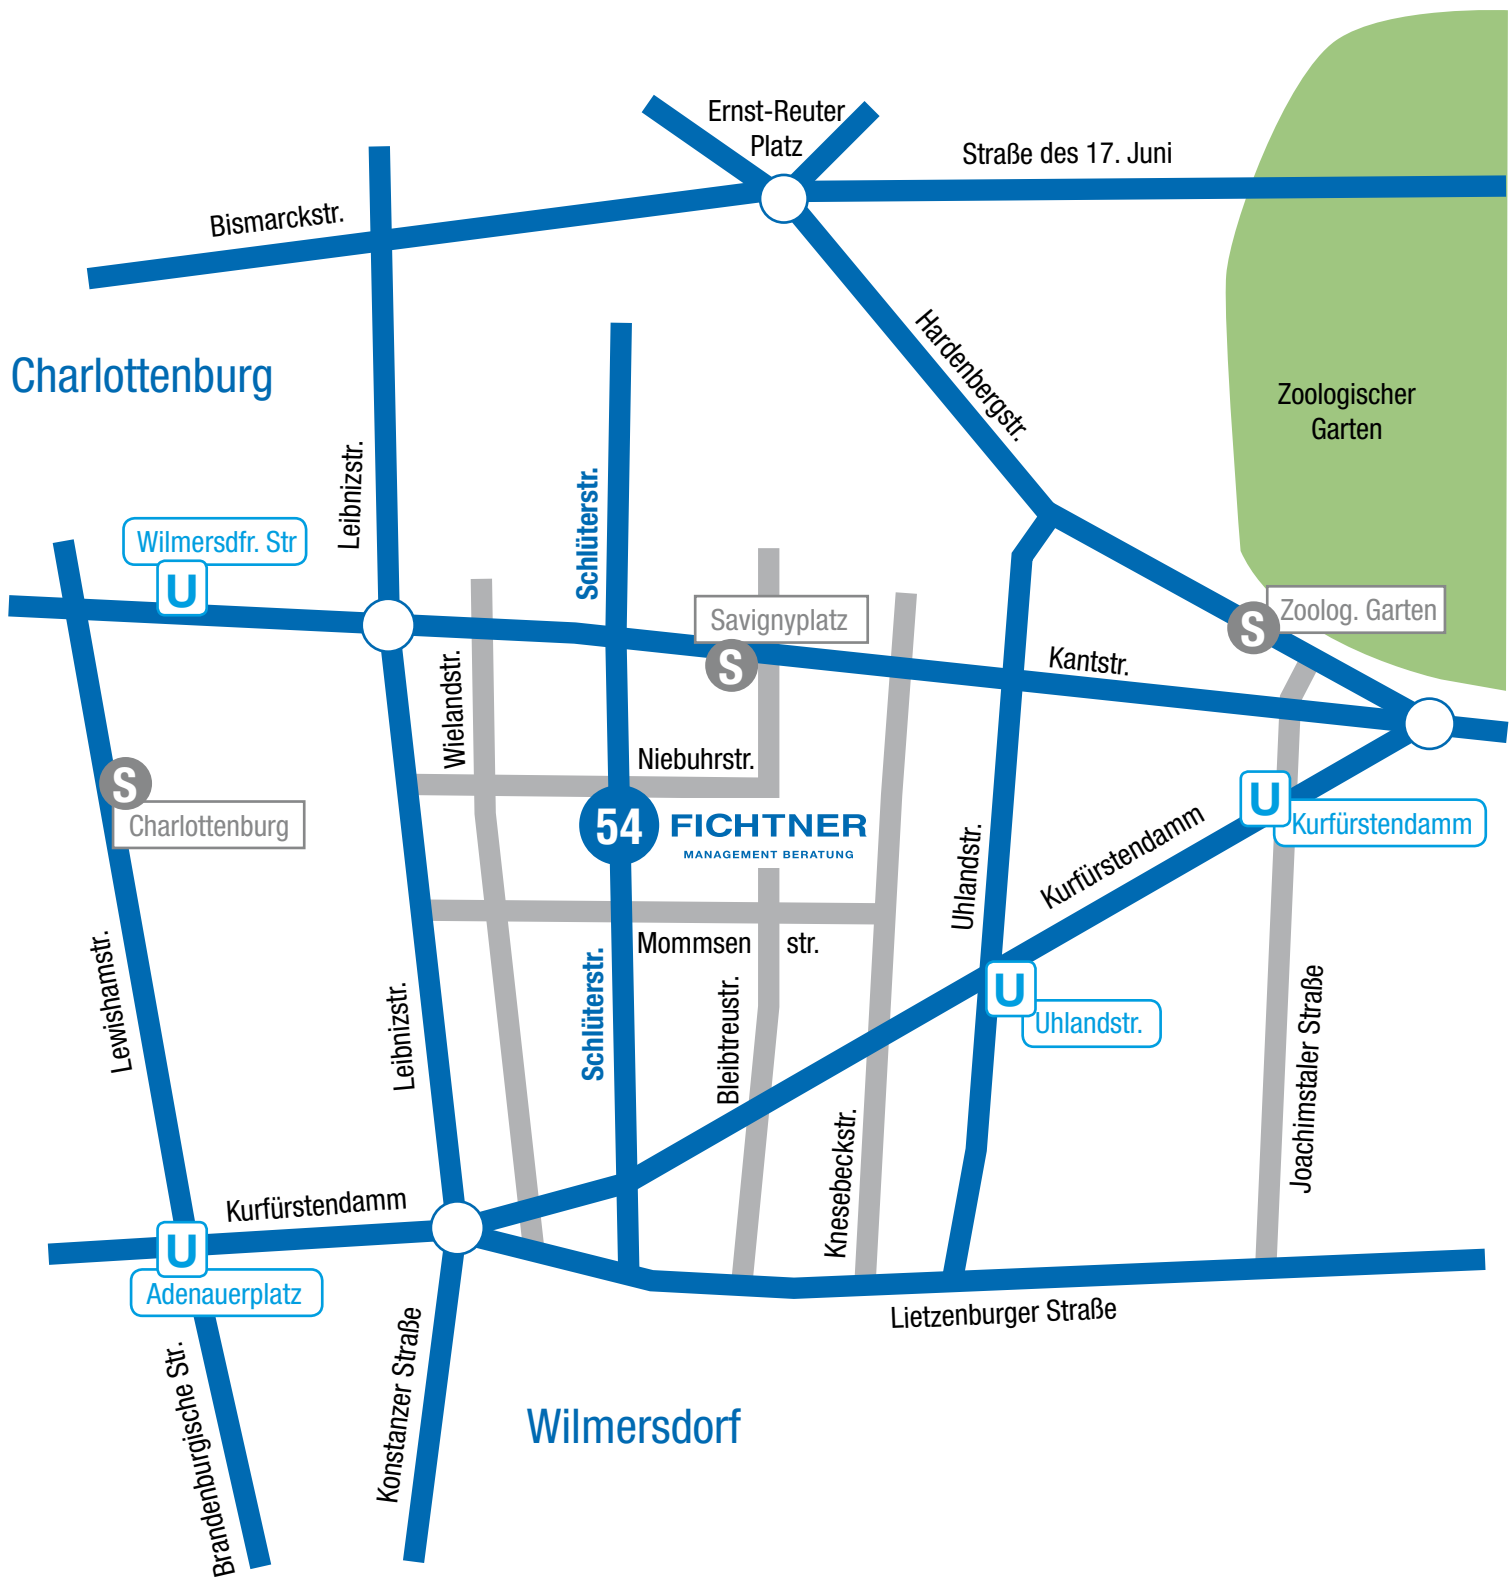 Ernst-Reuter
Platz
Straße des 17. Juni
Bismarckstr.
Charlottenburg
Hardenbergstr.
Zoologischer
Garten
Leibnizstr.
Schlüterstr.
Wilmersdfr. Str
U
Savignyplatz
S
Zoolog. Garten
S
Wielandstr.
Kantstr.
Niebuhrstr.
S
Charlottenburg
54
FICHTNER
MANAGEMENT BERATUNG
U
Kurfürstendamm
Kurfürstendamm
Uhlandstr.
Mommsen str.
Lewishamstr.
Leibnizstr.
Schlüterstr.
Bleibtreustr.
U
Uhlandstr.
Joachimstaler Straße
Knesebeckstr.
Kurfürstendamm
U
Adenauerplatz
Lietzenburger Straße
Brandenburgische Str.
Konstanzer Straße
Wilmersdorf